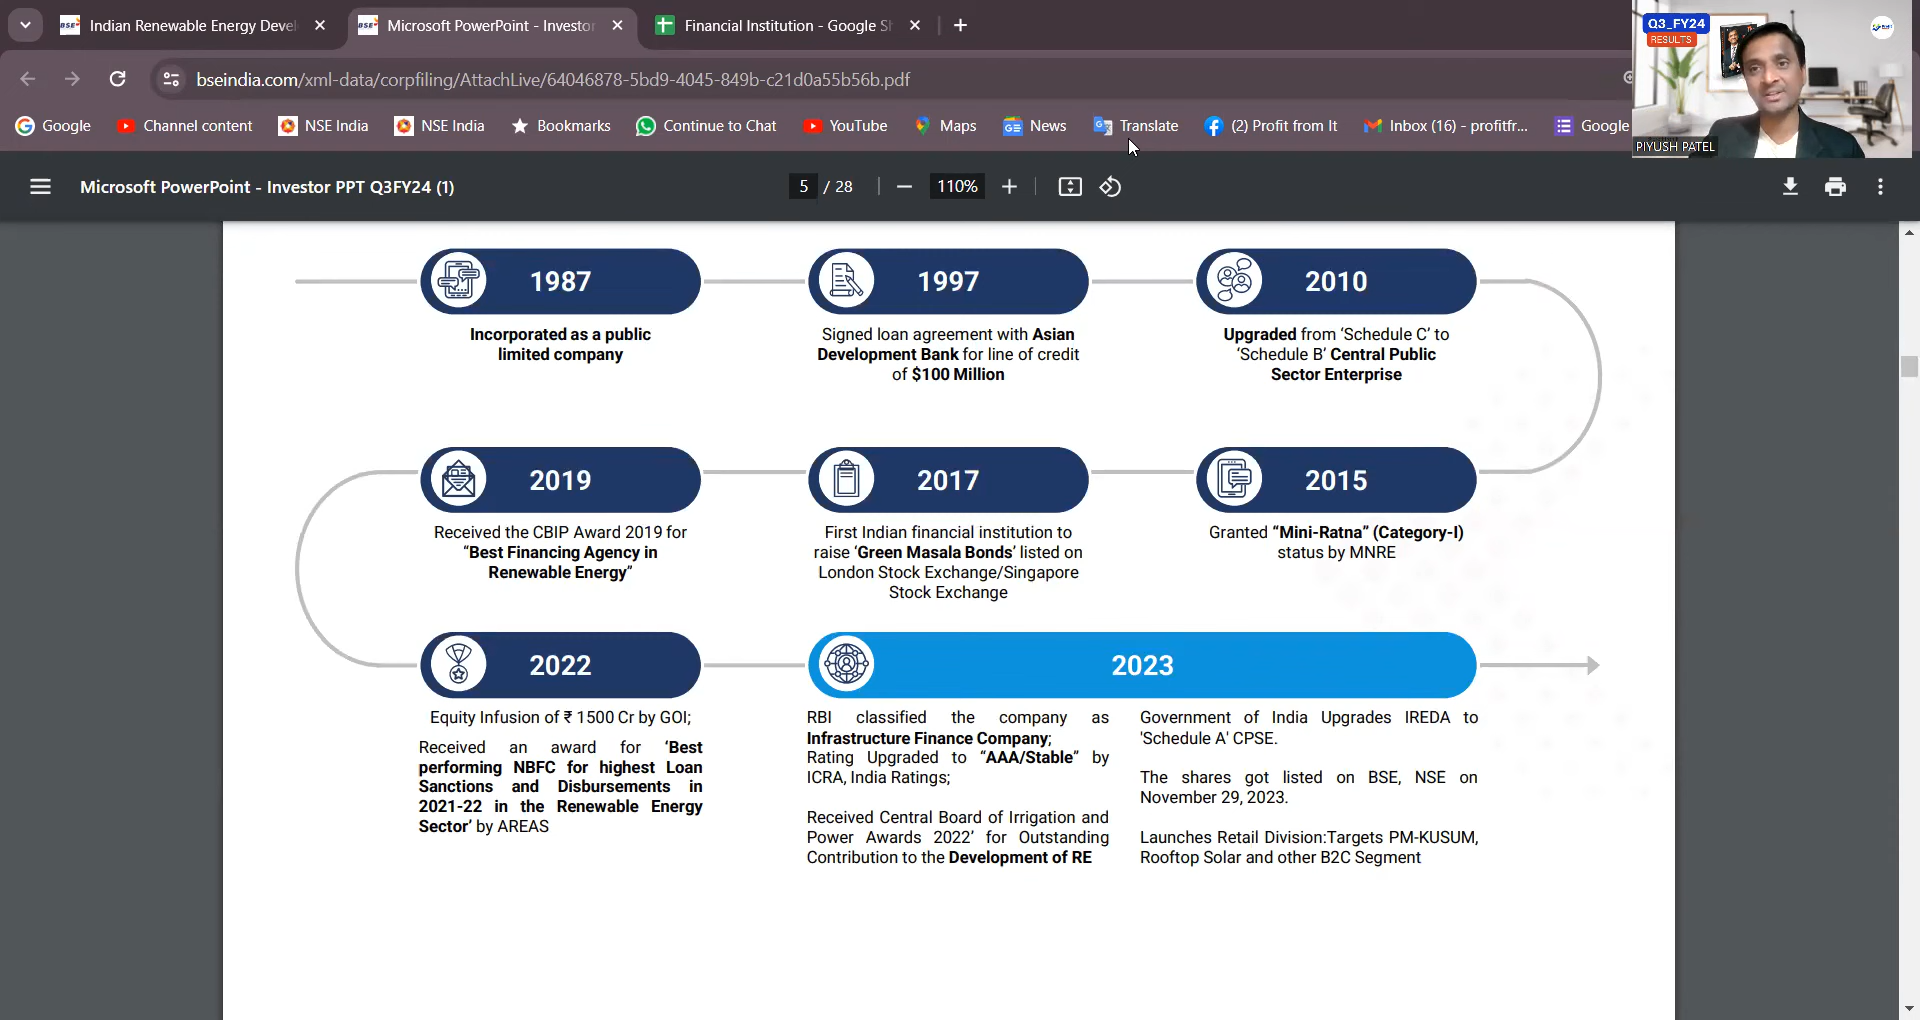 Indian Renewable Energy Devel
Microsoft PowerPoint - Investor
Financial Institution - Google Sh
bseindia.com/xml-data/corpfiling/AttachLive/64046878-5bd9-4045-849b-c21d0a55b56b.pdf
Google
Channel content
NSE India
NSE India
Bookmarks
Continue to Chat
YouTube
Maps
News
Translate
(2) Profit from It
Inbox (16) - profitfr...
Google
Q3_FY24
RESULTS
PIYUSH PATEL
Microsoft PowerPoint - Investor PPT Q3FY24 (1)
5 / 28
110%
1987
Incorporated as a public
limited company
1997
Signed loan agreement with Asian
Development Bank for line of credit
of $100 Million
2010
Upgraded from ‘Schedule C’ to
‘Schedule B’ Central Public
Sector Enterprise
2019
Received the CBIP Award 2019 for
“Best Financing Agency in
Renewable Energy”
2017
First Indian financial institution to
raise ‘Green Masala Bonds’ listed on
London Stock Exchange/Singapore
Stock Exchange
2015
Granted “Mini-Ratna” (Category-I)
status by MNRE
2022
Equity Infusion of ₹ 1500 Cr by GOI;
Received an award for ‘Best
performing NBFC for highest Loan
Sanctions and Disbursements in
2021-22 in the Renewable Energy
Sector’ by AREAS
2023
RBI classified the company as
Infrastructure Finance Company;
Rating Upgraded to “AAA/Stable” by
ICRA, India Ratings;
Received Central Board of Irrigation and
Power Awards 2022’ for Outstanding
Contribution to the Development of RE
Government of India Upgrades IREDA to
'Schedule A' CPSE.
The shares got listed on BSE, NSE on
November 29, 2023.
Launches Retail Division:Targets PM-KUSUM,
Rooftop Solar and other B2C Segment